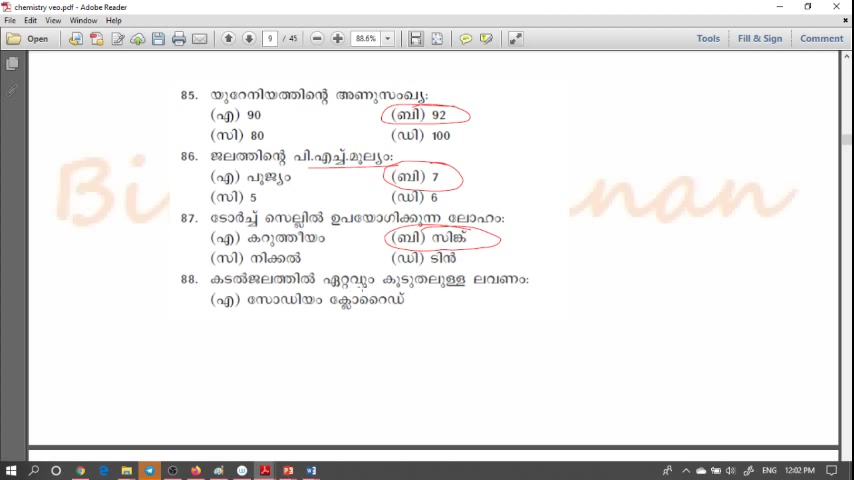 chemistry veo.pdf - Adobe Reader
File Edit View Window Help
Open 9 / 45 88.6% Tools Fill & Sign Comment
85. യുറേനിയത്തിന്റെ അണുസംഖ്യ:
(എ) 90 (ബി) 92
(സി) 80 (ഡി) 100
86. ജലത്തിന്റെ പി.എച്ച്.മൂല്യം:
(എ) പൂജ്യം (ബി) 7
(സി) 5 (ഡി) 6
87. ടോർച്ച് സെല്ലിൽ ഉപയോഗിക്കുന്ന ലോഹം:
(എ) കറുത്തീയം (ബി) സിങ്ക്
(സി) നിക്കൽ (ഡി) ടിൻ
88. കടൽജലത്തിൽ ഏറ്റവും കൂടുതലുള്ള ലവണം:
(എ) സോഡിയം ക്ലോറൈഡ്
ENG 12:02 PM